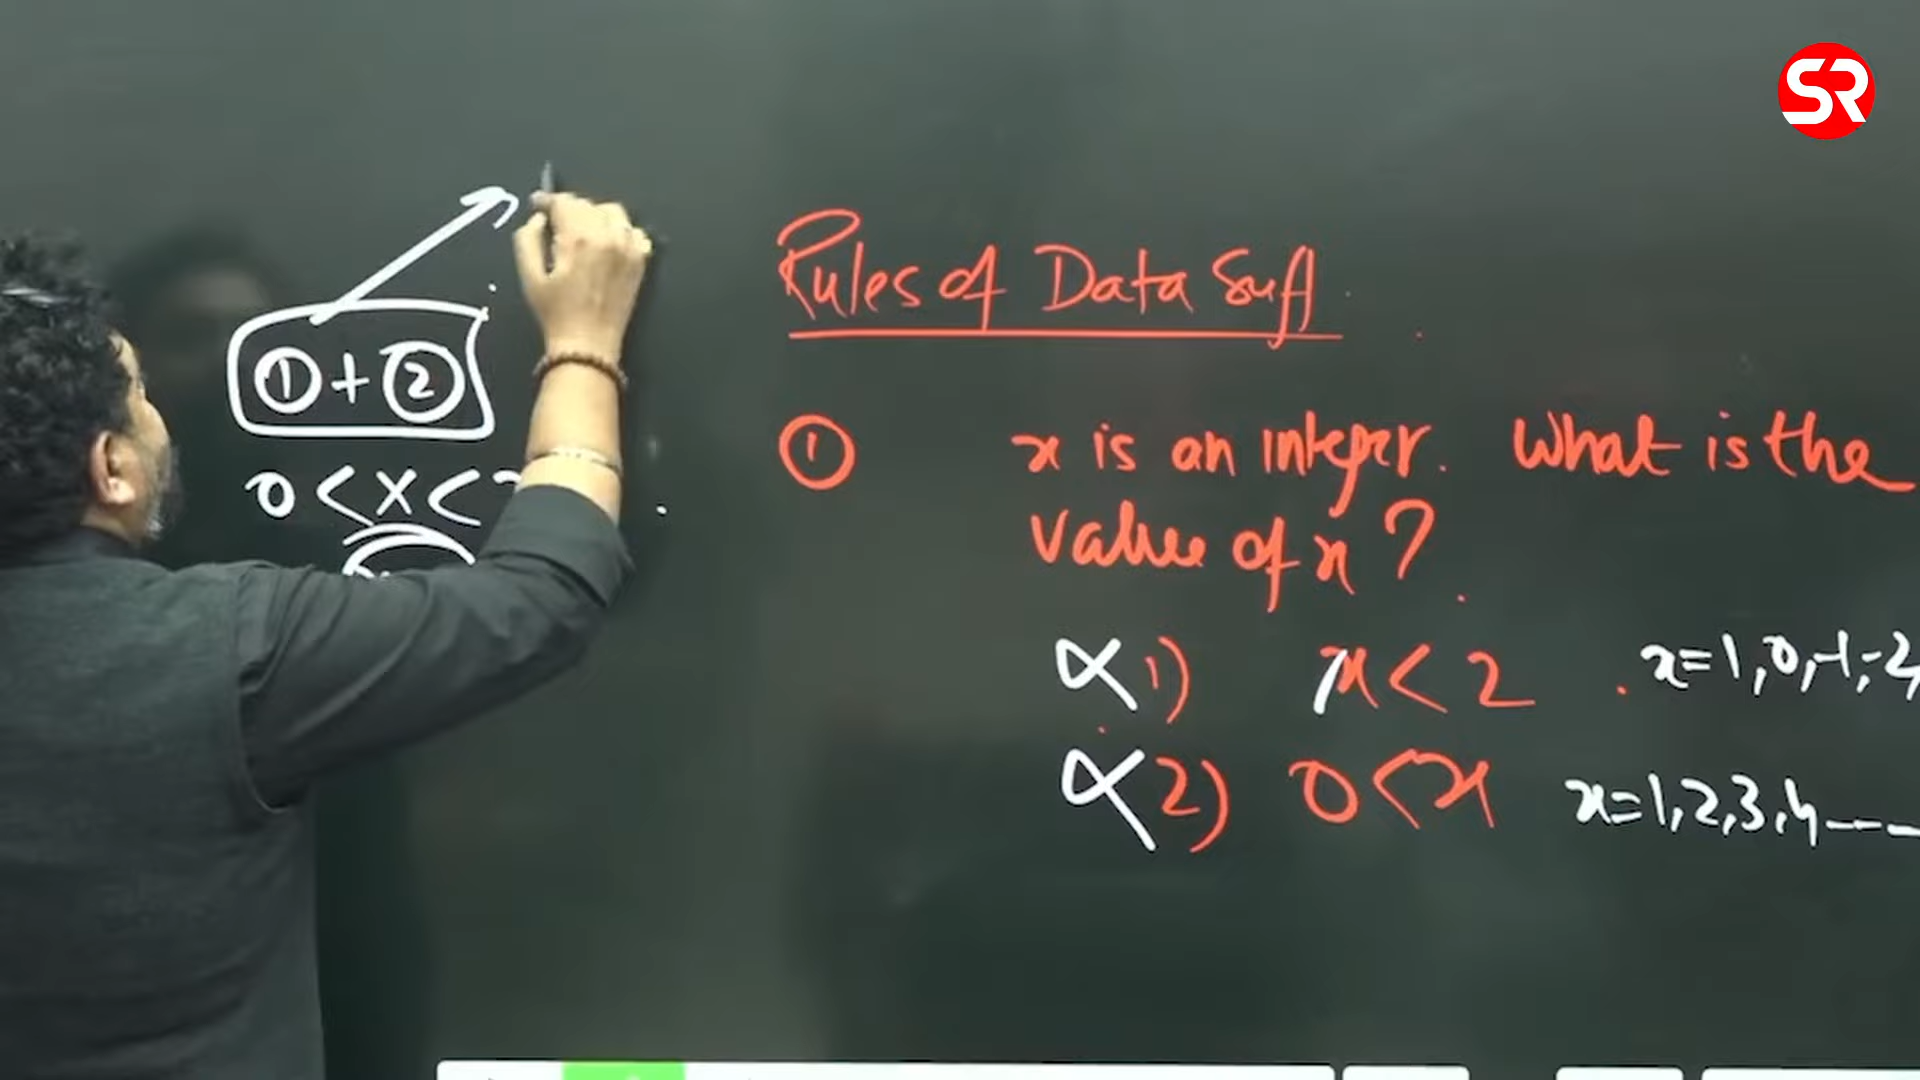 SR
Rules of Data Suff.
① + ②
① x is an integer. What is the
value of x?
0 < x <
1) x < 2 x = 1, 0, -1, -2,
2) 0 < x x = 1, 2, 3, 4 ----